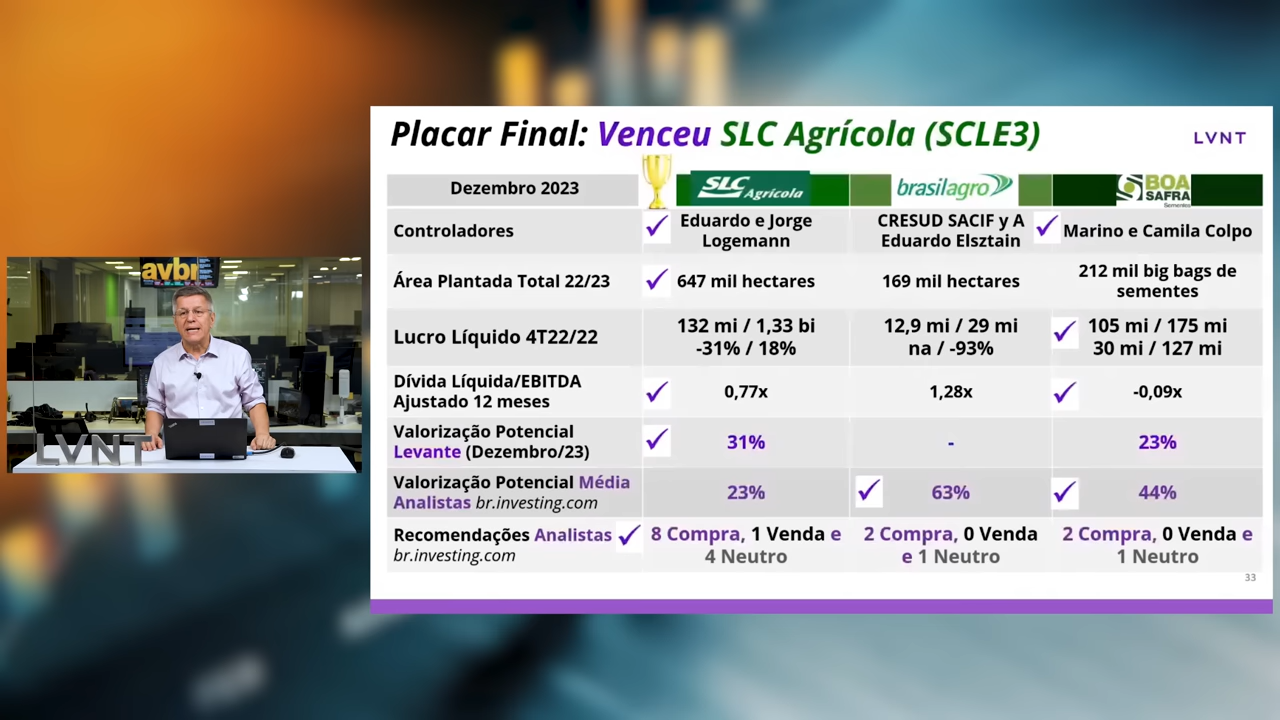 Placar Final: Venceu SLC Agrícola (SCLE3)
LVNT
Dezembro 2023
SLC Agrícola
brasilagro
BOA SAFRA
Sementes
Controladores
Eduardo e Jorge
Logemann
CRESUD SACIF y A
Eduardo Elsztain
Marino e Camila Colpo
Área Plantada Total 22/23
647 mil hectares
169 mil hectares
212 mil big bags de
sementes
Lucro Líquido 4T22/22
132 mi / 1,33 bi
-31% / 18%
12,9 mi / 29 mi
na / -93%
105 mi / 175 mi
30 mi / 127 mi
Dívida Líquida/EBITDA
Ajustado 12 meses
0,77x
1,28x
-0,09x
Valorização Potencial
Levante (Dezembro/23)
31%
-
23%
Valorização Potencial Média
Analistas br.investing.com
23%
63%
44%
Recomendações Analistas
br.investing.com
8 Compra, 1 Venda e
4 Neutro
2 Compra, 0 Venda
e 1 Neutro
2 Compra, 0 Venda e
1 Neutro
33
avbr
LVNT